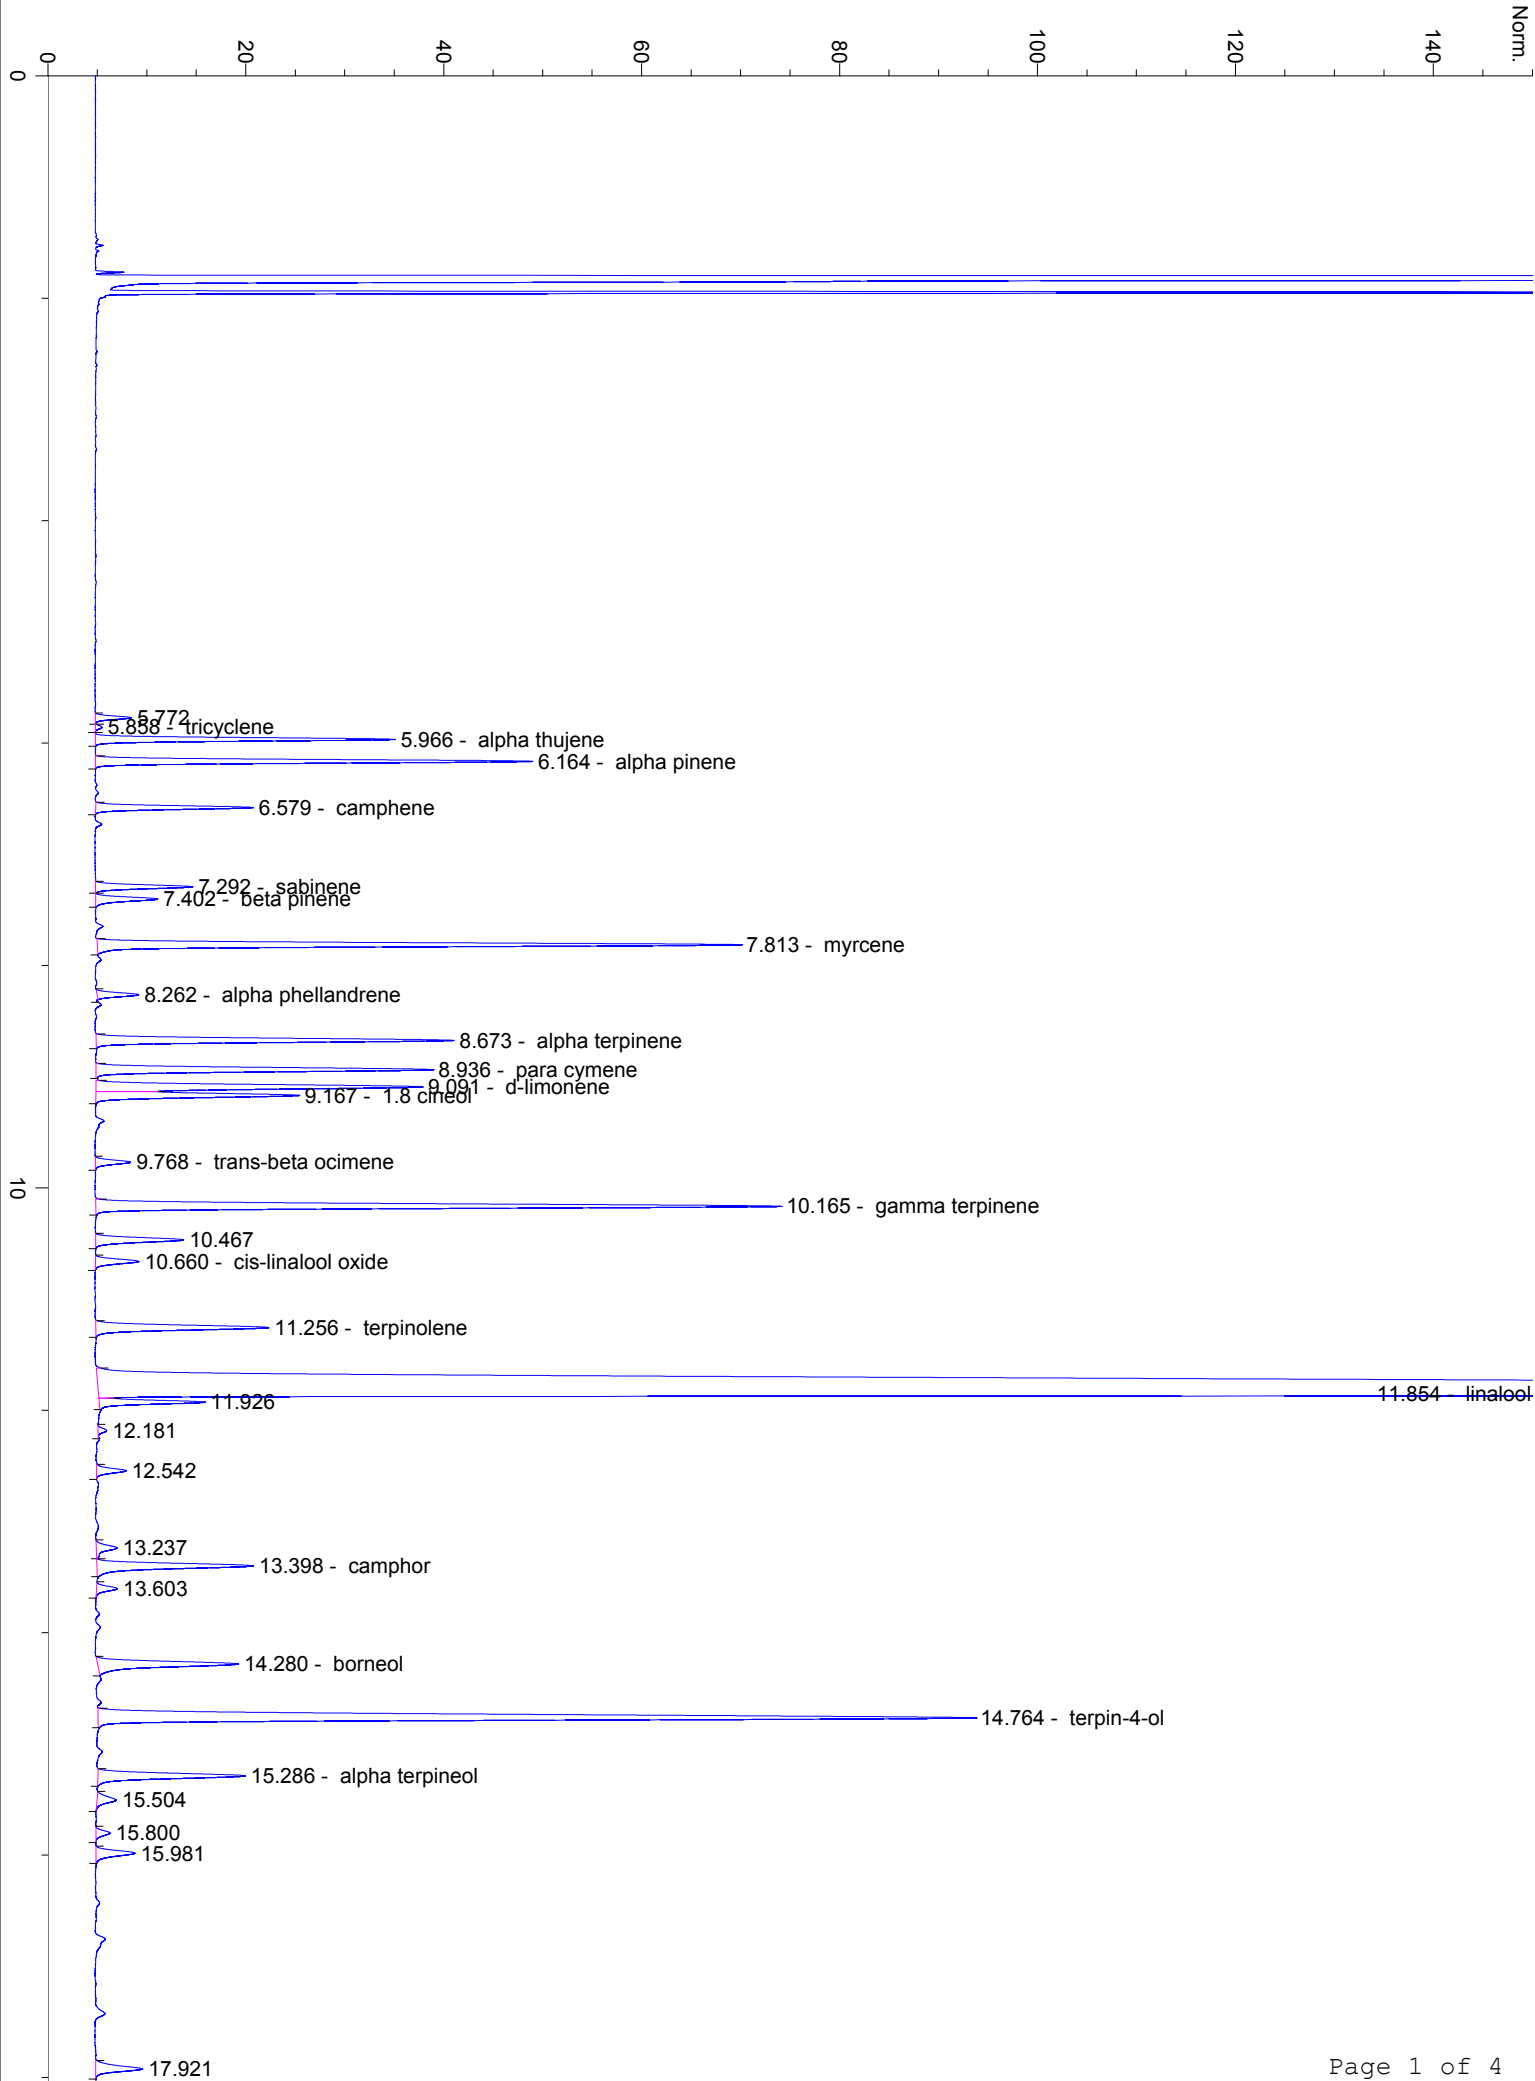 Norm.
0
20
40
60
80
100
120
140
0
5.772
5.858 - tricyclene
5.966 - alpha thujene
6.164 - alpha pinene
6.579 - camphene
7.292 - sabinene
7.402 - beta pinene
7.813 - myrcene
8.262 - alpha phellandrene
8.673 - alpha terpinene
8.936 - para cymene
9.091 - d-limonene
9.167 - 1.8 cineol
9.768 - trans-beta ocimene
10
10.165 - gamma terpinene
10.467
10.660 - cis-linalool oxide
11.256 - terpinolene
11.854 - linalool
11.926
12.181
12.542
13.237
13.398 - camphor
13.603
14.280 - borneol
14.764 - terpin-4-ol
15.286 - alpha terpineol
15.504
15.800
15.981
17.921
Page 1 of 4